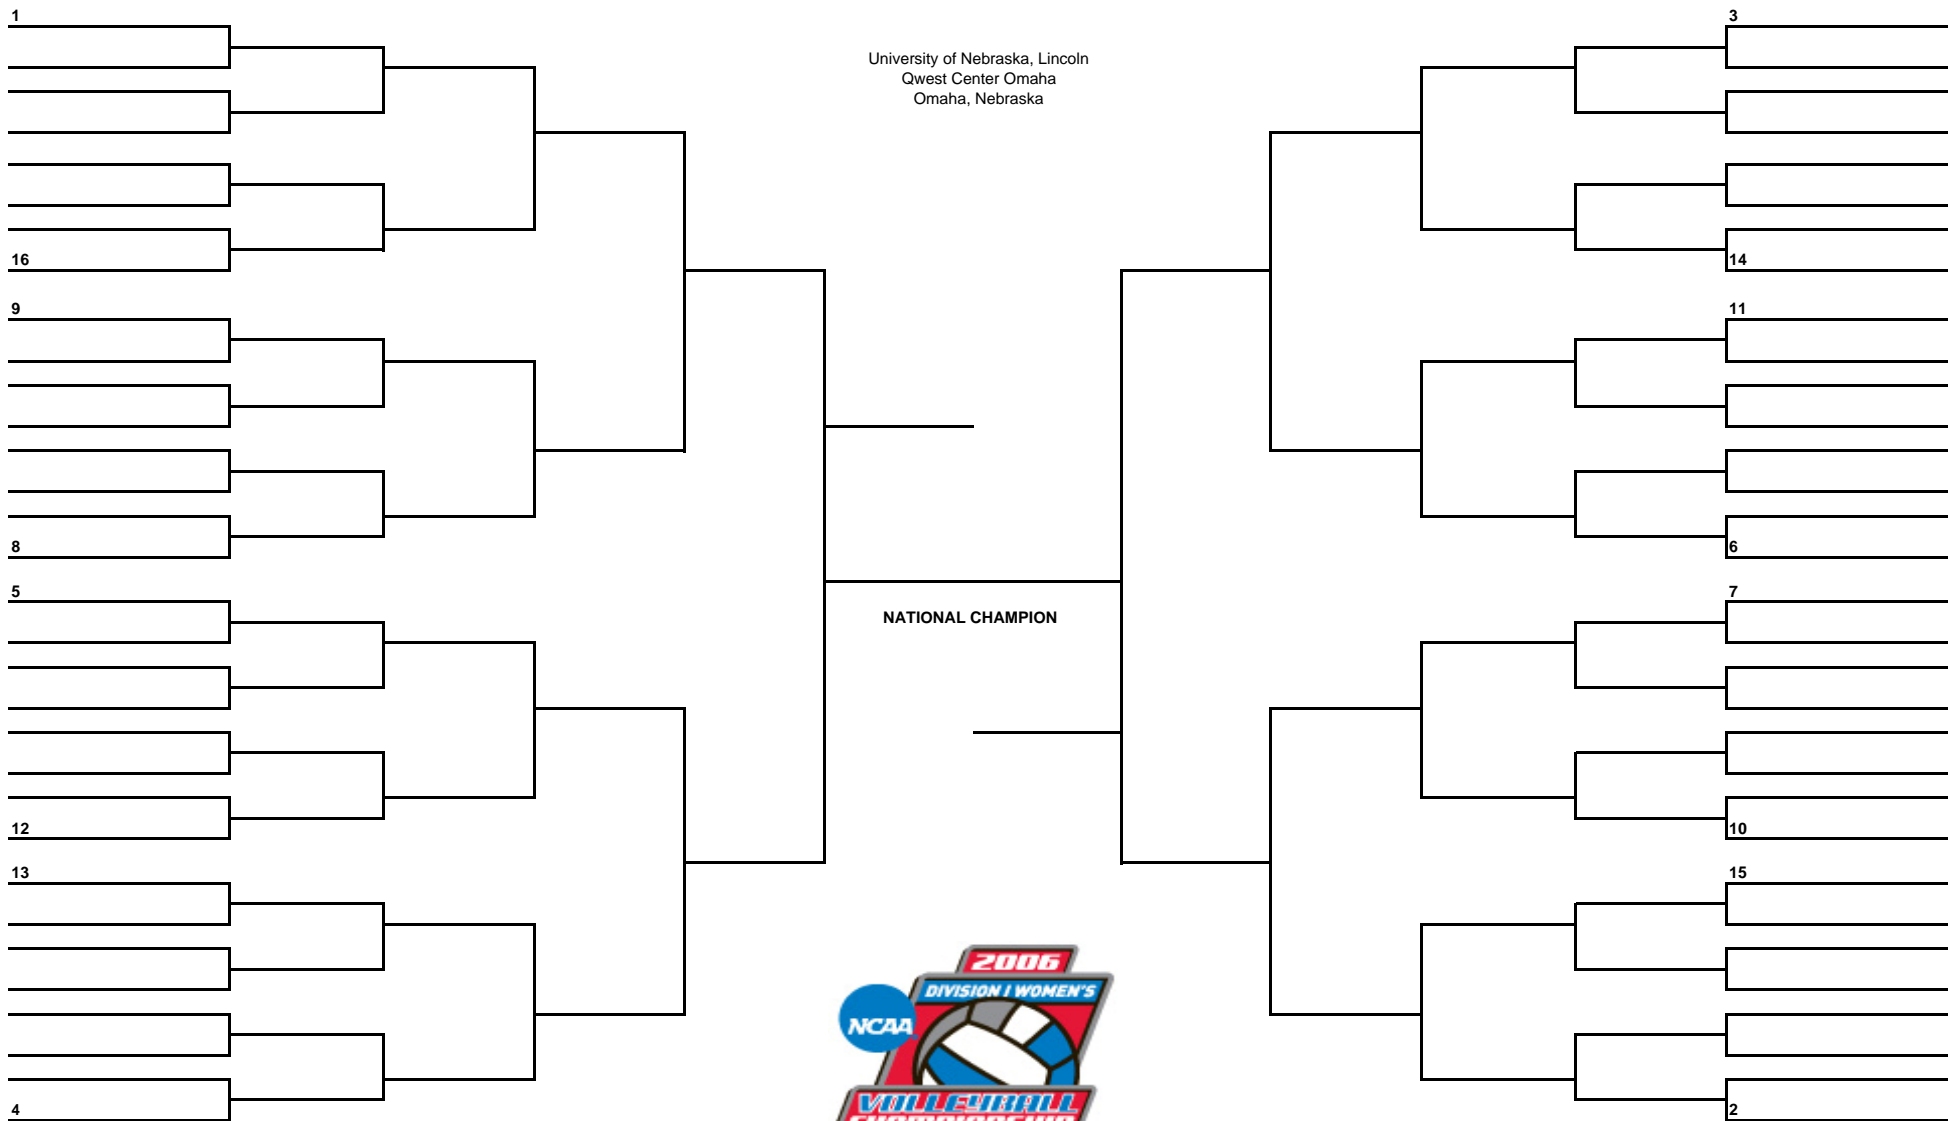 1
3
University of Nebraska, Lincoln
Qwest Center Omaha
Omaha, Nebraska
16
14
9
11
8
6
5
7
NATIONAL CHAMPION
12
10
13
15
2006
DIVISION I WOMEN'S
NCAA
VOLLEYBALL
CHAMPIONSHIP
4
2